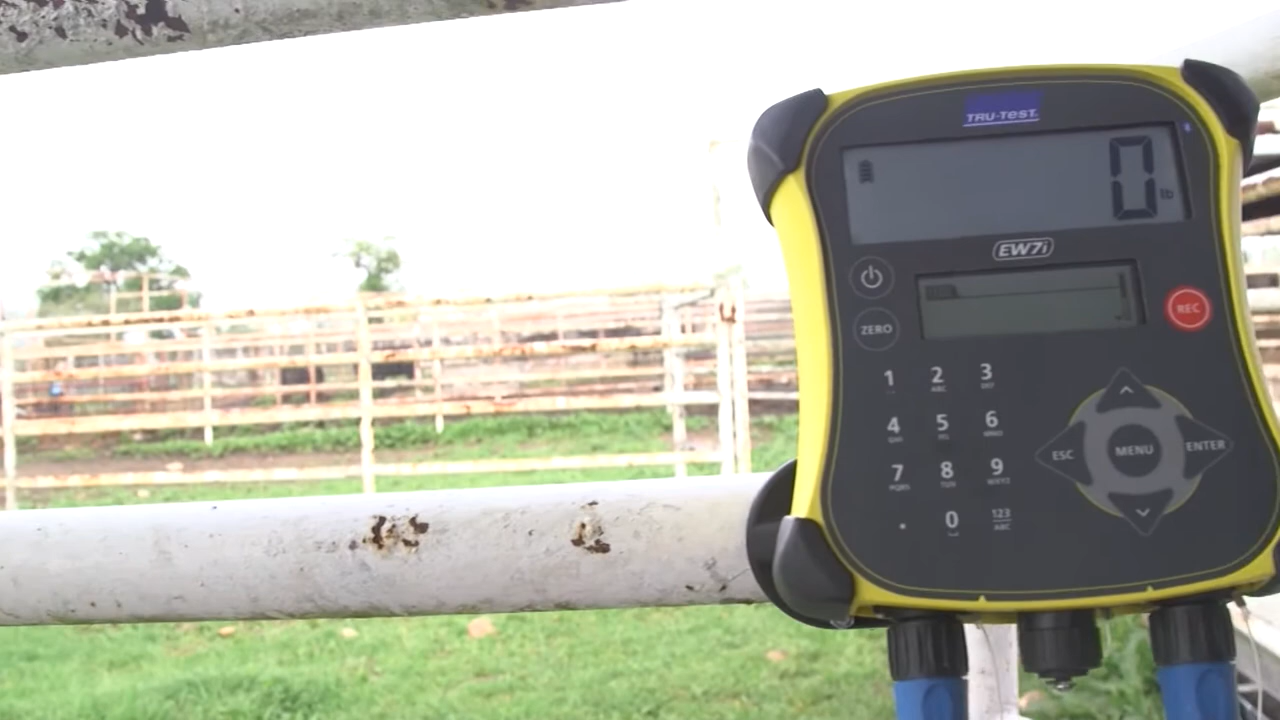 TRU-TEST
0 lb
EW7i
ZERO
REC
1 2 3
ABC DEF
4 5 6
GHI JKL MNO
7 8 9
PQRS TUV WXYZ
. 0 123
ABC
ESC MENU ENTER